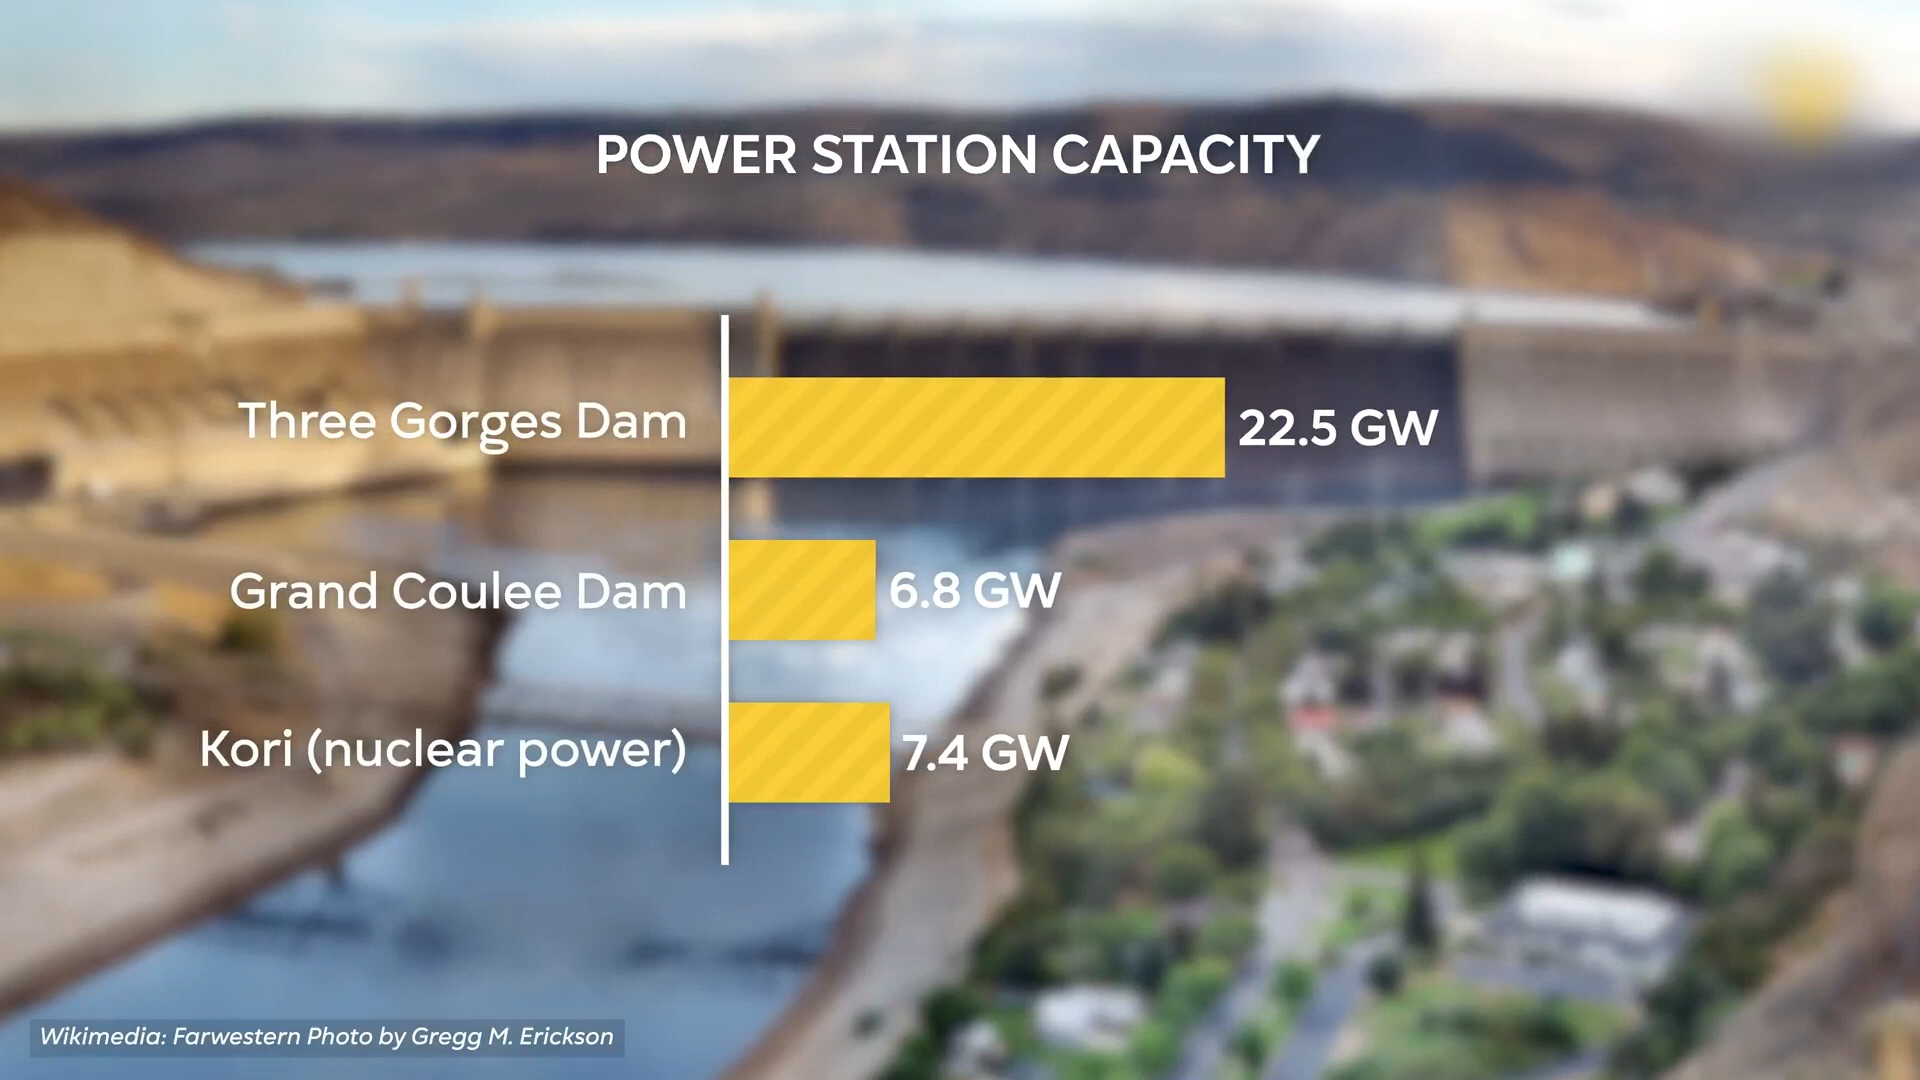 POWER STATION CAPACITY
Three Gorges Dam 22.5 GW
Grand Coulee Dam 6.8 GW
Kori (nuclear power) 7.4 GW
Wikimedia: Farwestern Photo by Gregg M. Erickson